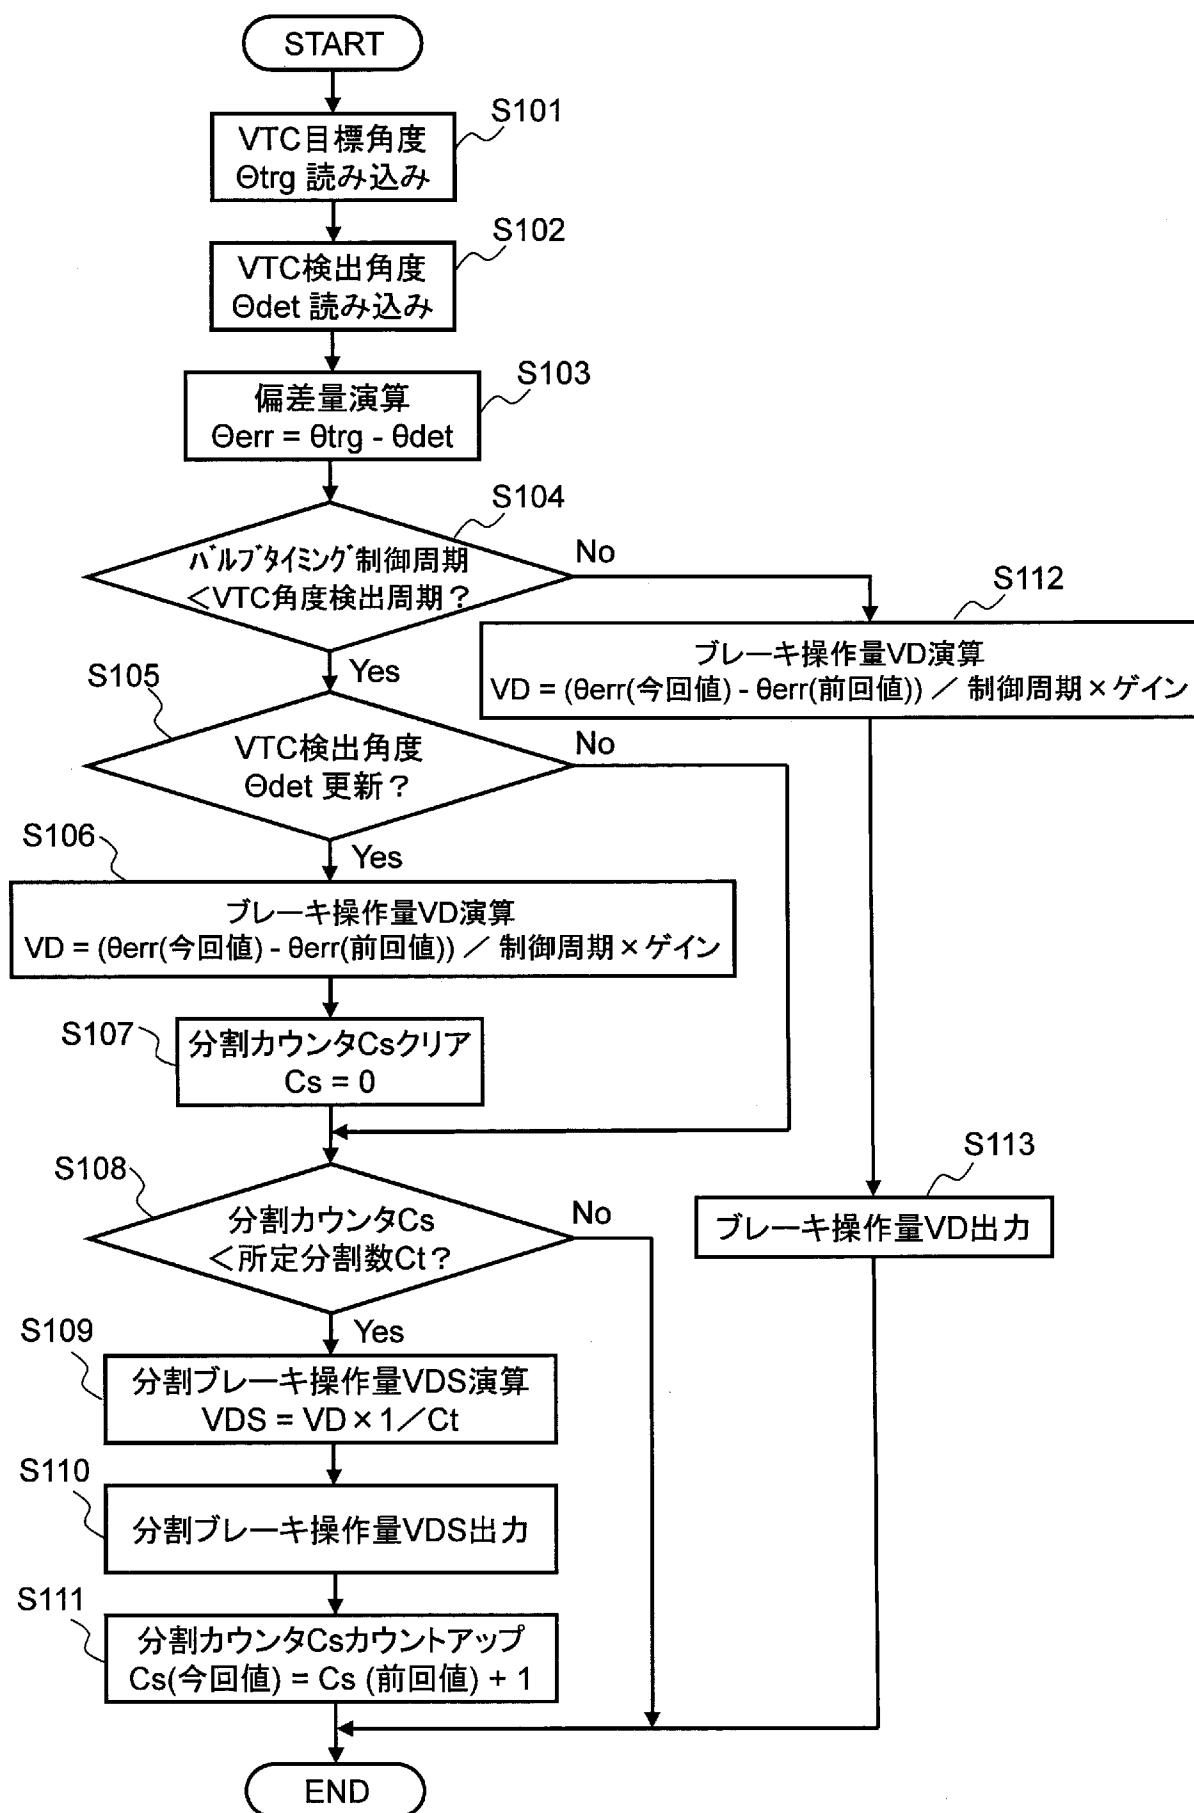 START
S101
VTC目標角度
Θtrg 読み込み
S102
VTC検出角度
Θdet 読み込み
S103
偏差量演算
Θerr = θtrg - θdet
S104
バルブタイミング制御周期
<VTC角度検出周期?
No
Yes
S112
ブレーキ操作量VD演算
VD = (θerr(今回値) - θerr(前回値)) / 制御周期×ゲイン
S105
VTC検出角度
Θdet 更新?
No
Yes
S106
ブレーキ操作量VD演算
VD = (θerr(今回値) - θerr(前回値)) / 制御周期×ゲイン
S107
分割カウンタCsクリア
Cs = 0
S108
分割カウンタCs
<所定分割数Ct?
No
Yes
S113
ブレーキ操作量VD出力
S109
分割ブレーキ操作量VDS演算
VDS = VD×1/Ct
S110
分割ブレーキ操作量VDS出力
S111
分割カウンタCsカウントアップ
Cs(今回値) = Cs (前回値) + 1
END